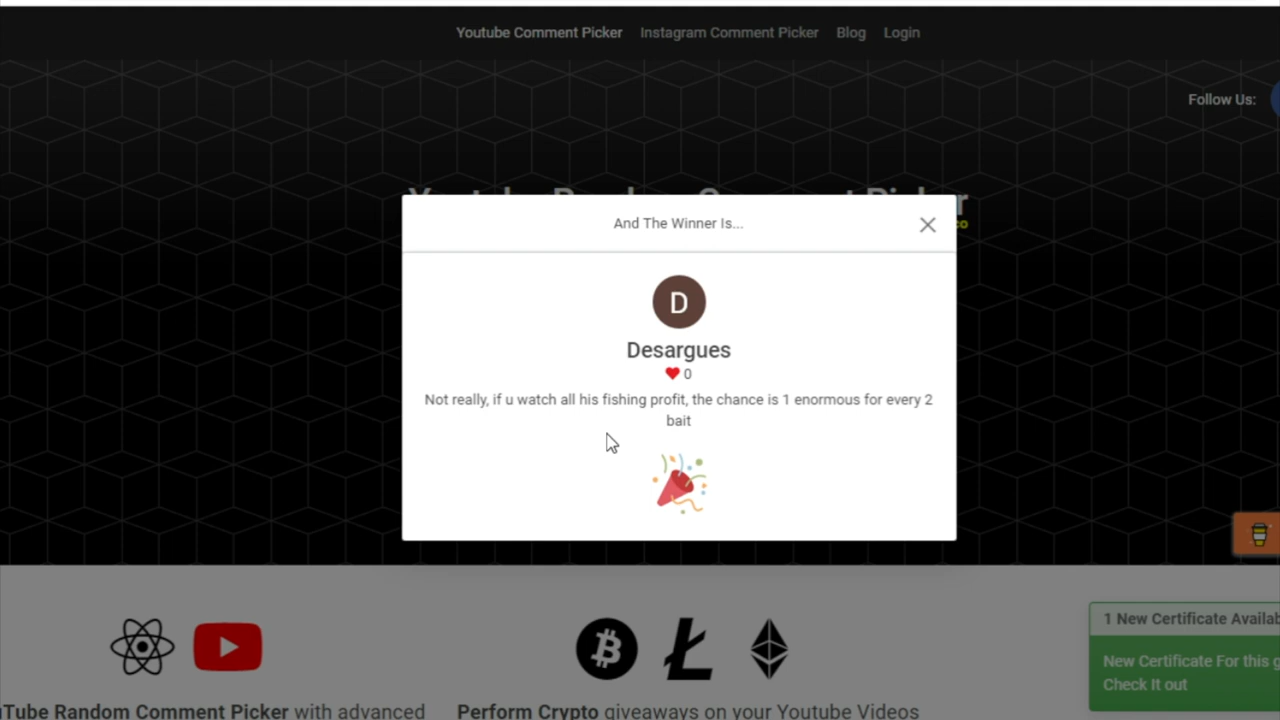 Youtube Comment Picker Instagram Comment Picker Blog Login
Follow Us:
And The Winner Is...
D
Desargues
0
Not really, if u watch all his fishing profit, the chance is 1 enormous for every 2
bait
1 New Certificate Availab
New Certificate For this g
Check It out
uTube Random Comment Picker with advanced
Perform Crypto giveaways on your Youtube Videos